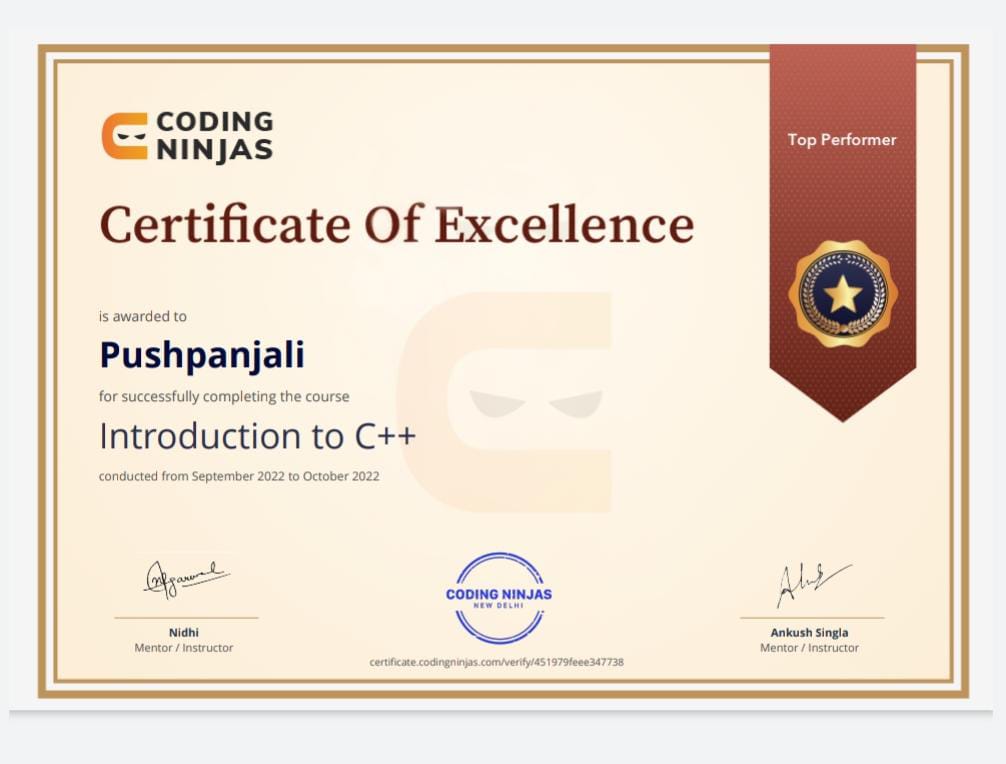 CODING
NINJAS
Top Performer
Certificate Of Excellence
is awarded to
Pushpanjali
for successfully completing the course
Introduction to C++
conducted from September 2022 to October 2022
CODING NINJAS
NEW DELHI
Nidhi
Mentor / Instructor
Ankush Singla
Mentor / Instructor
certificate.codingninjas.com/verify/451979feee347738